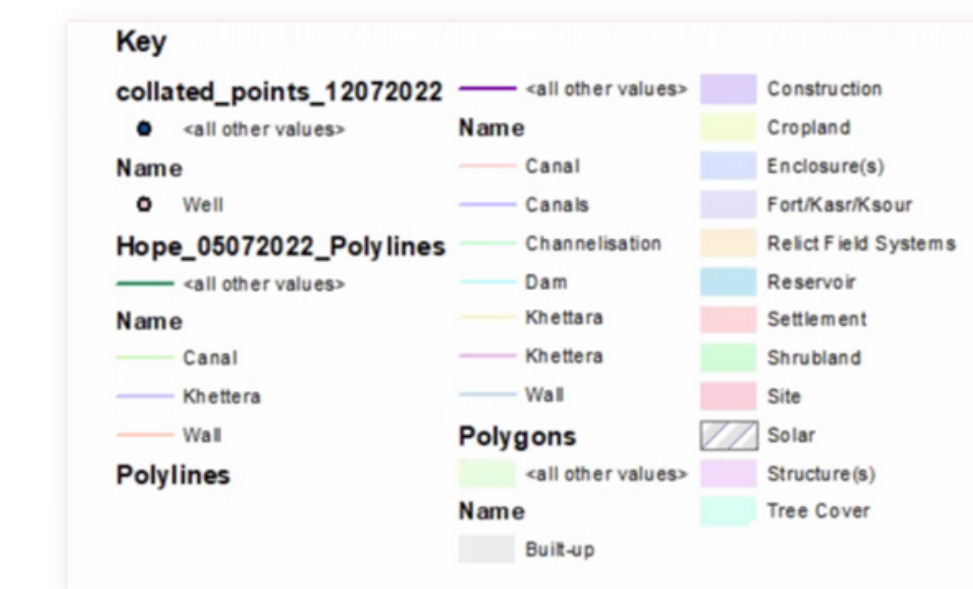 Key
collated_points_12072022
<all other values>
Name
Well
Hope_05072022_Polylines
<all other values>
Name
Canal
Khettera
Wall
Polylines
<all other values>
Name
Canal
Canals
Channelisation
Dam
Khettara
Khettera
Wall
Polygons
<all other values>
Name
Built-up
Construction
Cropland
Enclosure(s)
Fort/Kasr/Ksour
Relict Field Systems
Reservoir
Settlement
Shrubland
Site
Solar
Structure(s)
Tree Cover